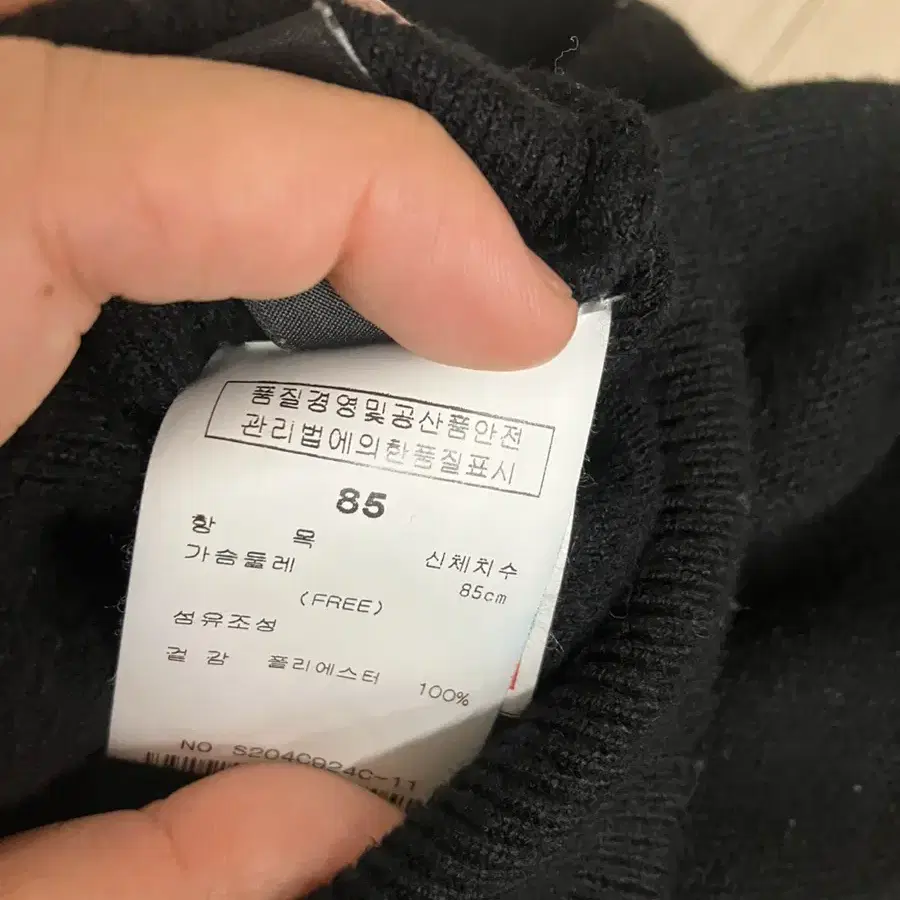 품질경영및공산품안전
관리법에의한품질표시
85
항 목 신체치수
가슴둘레 85cm
(FREE)
섬유조성
겉 감 폴리에스터 100%
NO S204C924C-11